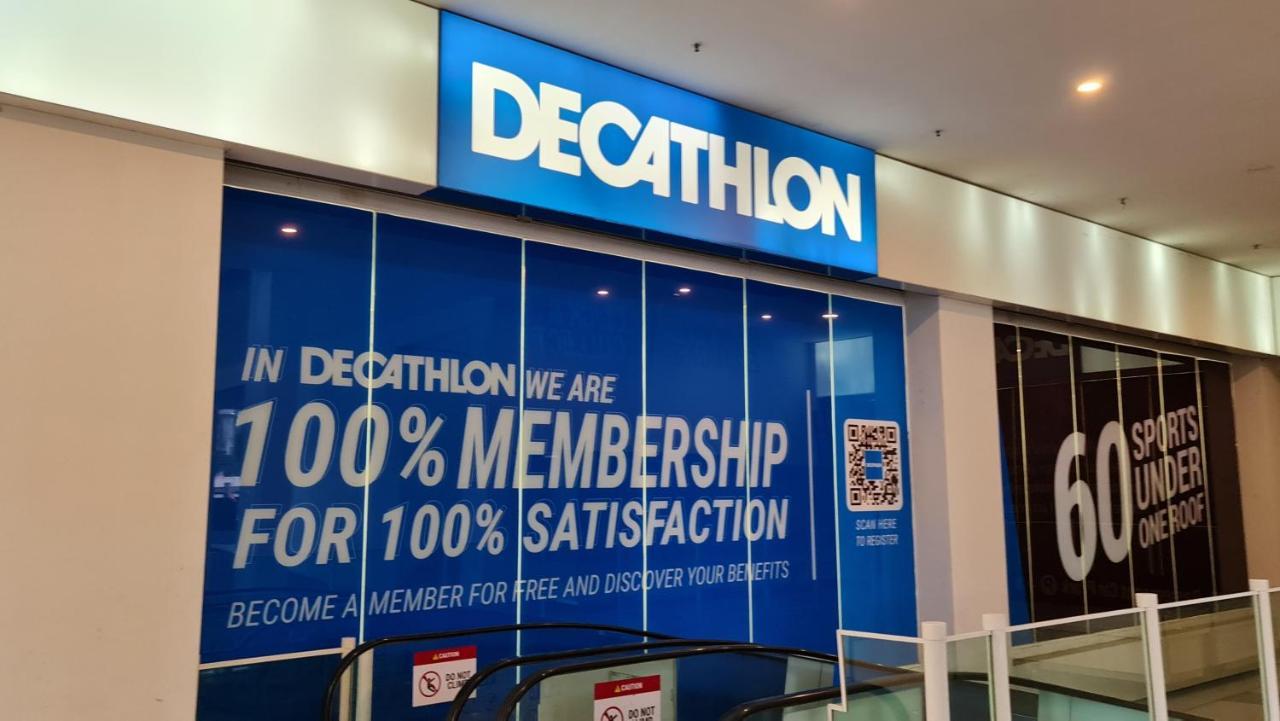 DECATHLON
IN DECATHLON WE ARE
100% MEMBERSHIP
FOR 100% SATISFACTION
BECOME A MEMBER FOR FREE AND DISCOVER YOUR BENEFITS
DECATHLON
SCAN HERE
TO REGISTER
60
SPORTS
UNDER
ONE ROOF
CAUTION
DO NOT
CLIMB
CAUTION
DO NOT